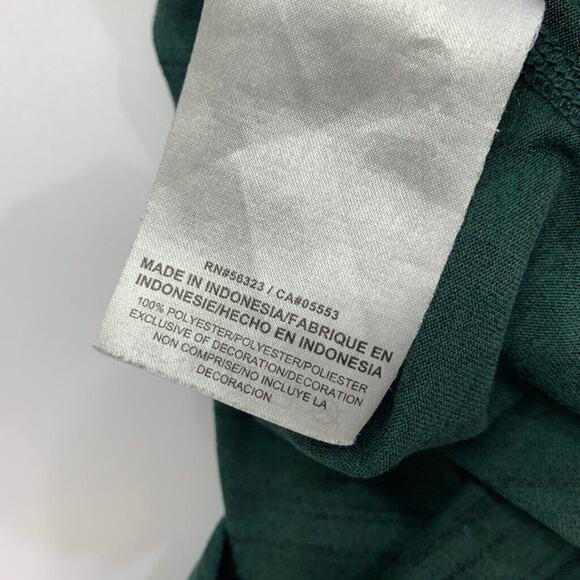 RN#56323 / CA#05553
MADE IN INDONESIA/FABRIQUE EN
INDONESIE/HECHO EN INDONESIA
100% POLYESTER/POLYESTER/POLIESTER
EXCLUSIVE OF DECORATION/DECORATION
NON COMPRISE/NO INCLUYE LA
DECORACION